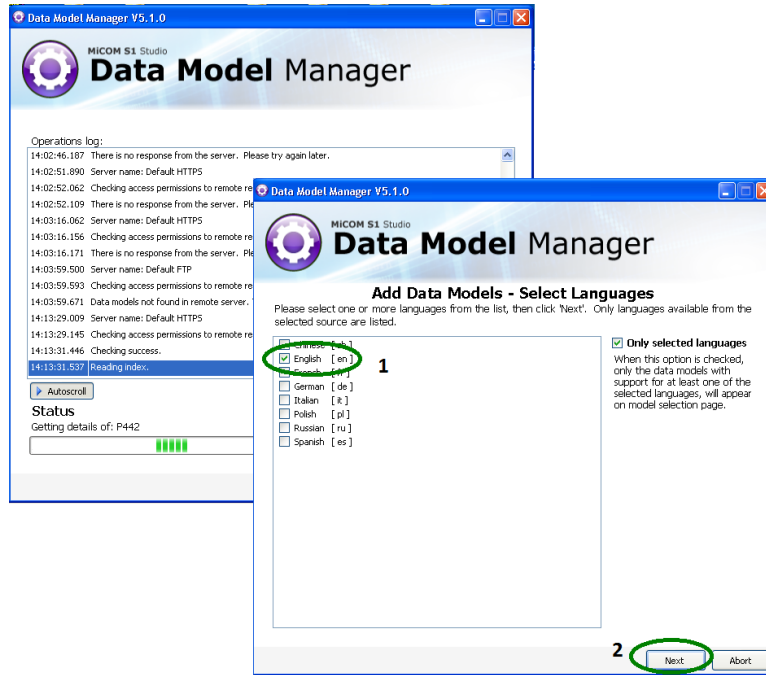 Data Model Manager V5.1.0
MiCOM S1 Studio
Data Model Manager
Operations log:
14:02:46.187 There is no response from the server. Please try again later.
14:02:51.890 Server name: Default HTTPS
14:02:52.062 Checking access permissions to remote re
14:02:52.109 There is no response from the server. Ple
14:03:16.062 Server name: Default HTTPS
14:03:16.156 Checking access permissions to remote re
14:03:16.171 There is no response from the server. Ple
14:03:59.500 Server name: Default FTP
14:03:59.593 Checking access permissions to remote re
14:03:59.671 Data models not found in remote server.
14:13:29.009 Server name: Default HTTPS
14:13:29.145 Checking access permissions to remote re
14:13:31.446 Checking success.
14:13:31.537 Reading index.
Autoscroll
Status
Getting details of: P442
Data Model Manager V5.1.0
MiCOM S1 Studio
Data Model Manager
Add Data Models - Select Languages
Please select one or more languages from the list, then click 'Next'. Only languages available from the
selected source are listed.
English [ en ]
1
German [ de ]
Italian [ it ]
Polish [ pl ]
Russian [ ru ]
Spanish [ es ]
Only selected languages
When this option is checked,
only the data models with
support for at least one of the
selected languages, will appear
on model selection page.
2
Next
Abort